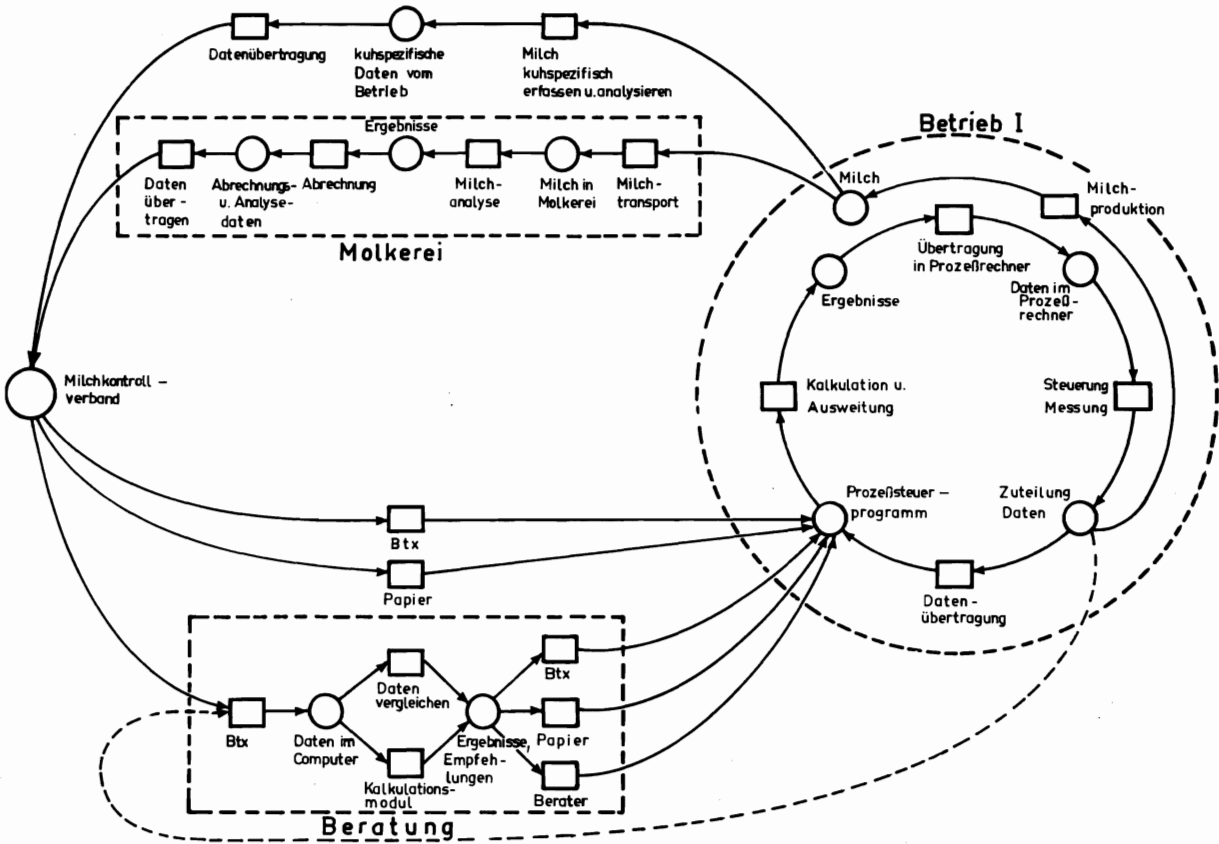 Datenübertragung
kuhspezifische
Daten vom
Betrieb
Milch
kuhspezifisch
erfassen u. analysieren
Ergebnisse
Daten
über-
-tragen
Abrechnungs-
u. Analyse-
daten
Abrechnung
Milch-
analyse
Milch in
Molkerei
Milch-
transport
Molkerei
Betrieb I
Milch
Milch-
produktion
Übertragung
in Prozeßrechner
Ergebnisse
Daten im
Prozeß-
rechner
Kalkulation u.
Ausweitung
Steuerung
Messung
Prozeßsteuer-
programm
Zuteilung
Daten
Daten-
übertragung
Milchkontroll-
verband
Btx
Papier
Btx
Daten im
Computer
Daten
vergleichen
Kalkulations-
modul
Ergebnisse,
Empfeh-
lungen
Btx
Papier
Berater
Beratung